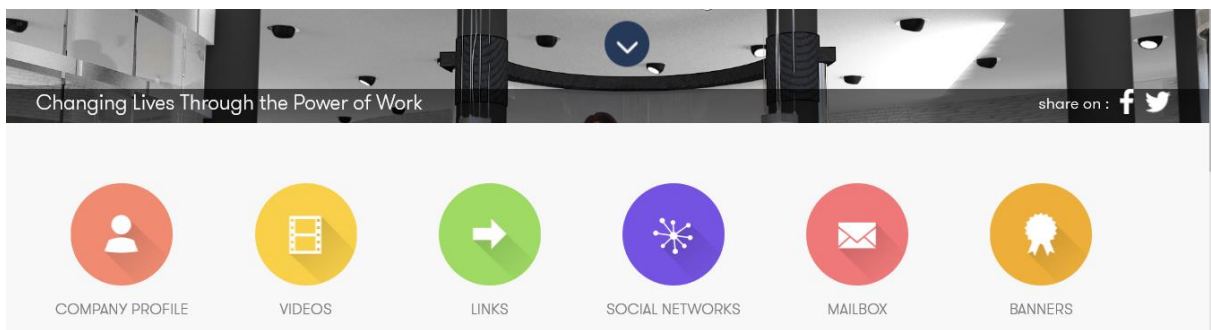 Changing Lives Through the Power of Work
share on :
COMPANY PROFILE
VIDEOS
LINKS
SOCIAL NETWORKS
MAILBOX
BANNERS